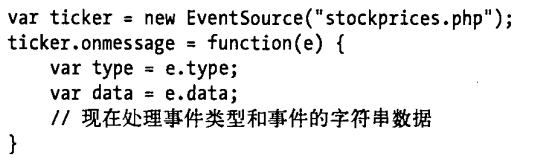 var ticker = new EventSource("stockprices.php");
ticker.onmessage = function(e) {
    var type = e.type;
    var data = e.data;
    // 现在处理事件类型和事件的字符串数据
}